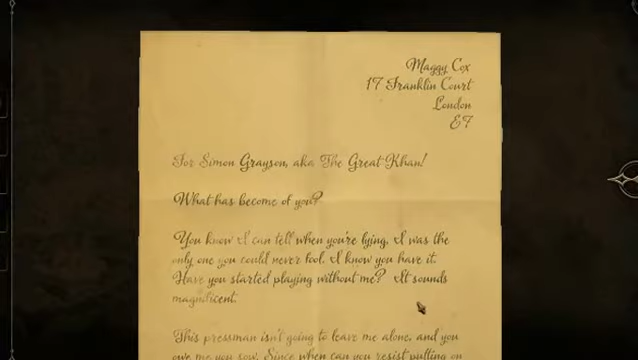 Maggy Cox
17 Franklin Court
London
E7
For Simon Grayson, aka The Great Khan!
What has become of you?
You know I can tell when you're lying. I was the
only one you could never fool. I know you have it.
Have you started playing without me? It sounds
magnificent.
This pressman isn't going to leave me alone, and you
owe me you sow. Since when can you resist putting on